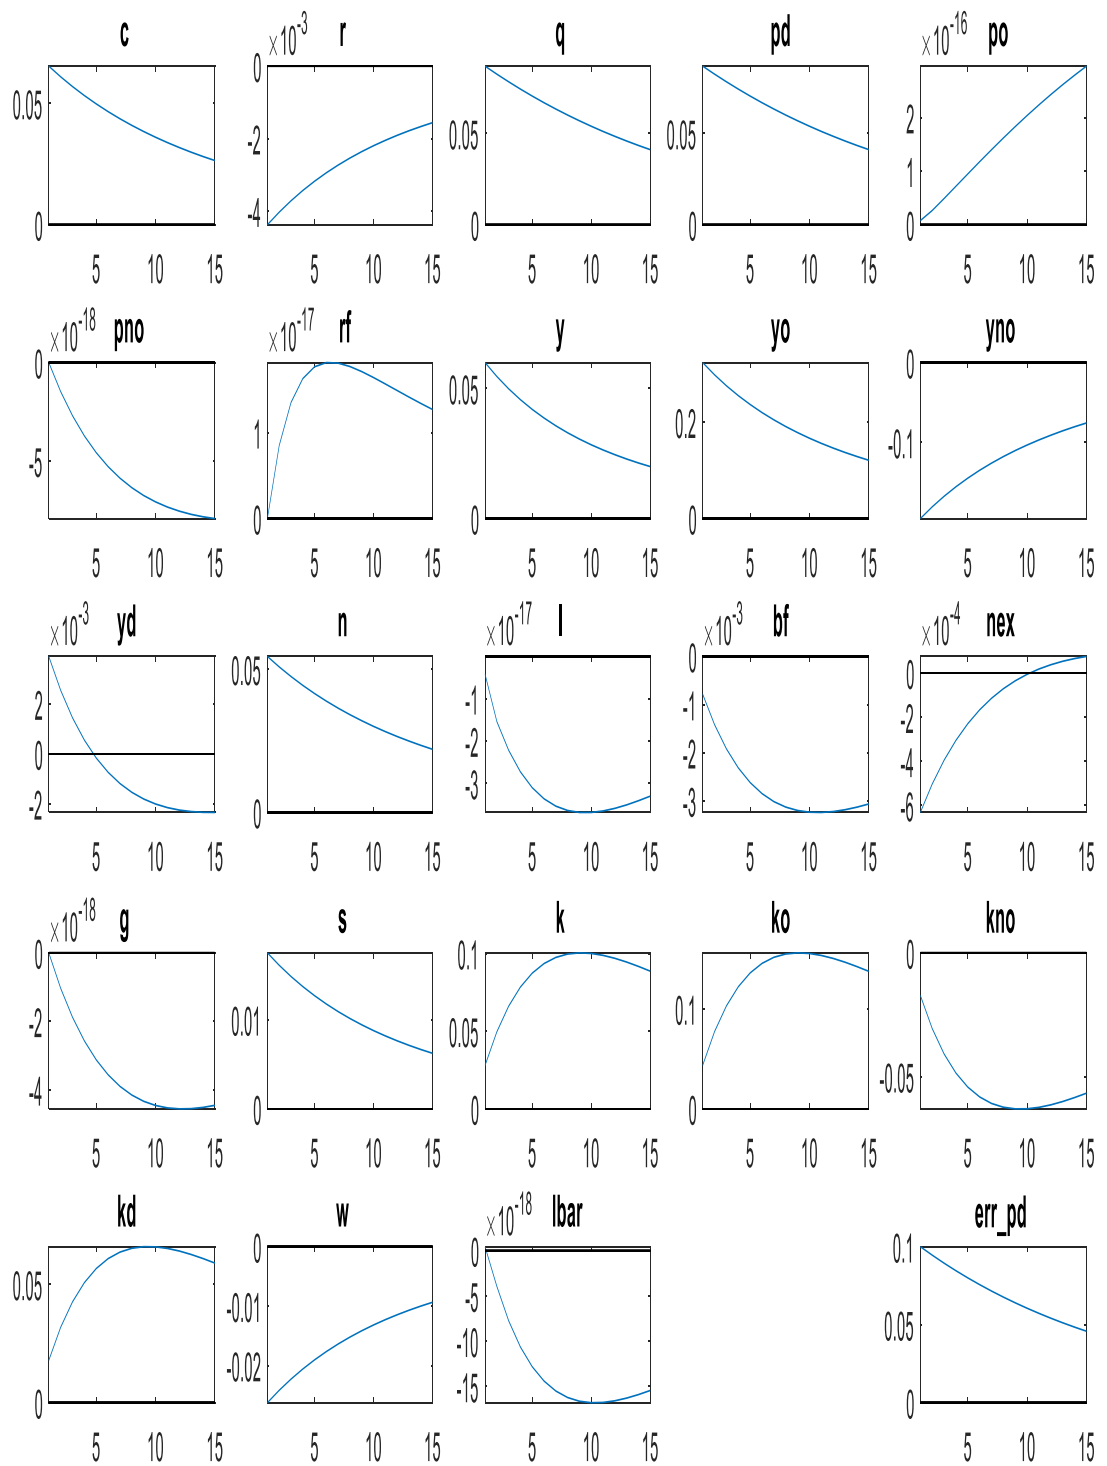 c
0.05
0
5 10 15
×10-3
r
0
-2
-4
5 10 15
q
0.05
0
5 10 15
pd
0.05
0
5 10 15
×10-16
po
2
1
0
5 10 15
×10-18
pno
0
-5
5 10 15
×10-17
rf
1
0
5 10 15
y
0.05
0
5 10 15
yo
0.2
0
5 10 15
yno
0
-0.1
5 10 15
×10-3
yd
2
0
-2
5 10 15
n
0.05
0
5 10 15
×10-17
l
-1
-2
-3
5 10 15
×10-3
bf
0
-1
-2
-3
5 10 15
×10-4
nex
0
-2
-4
-6
5 10 15
×10-18
g
0
-2
-4
5 10 15
s
0.01
0
5 10 15
k
0.1
0.05
0
5 10 15
ko
0.1
0
5 10 15
kno
0
-0.05
5 10 15
kd
0.05
0
5 10 15
w
0
-0.01
-0.02
5 10 15
×10-18
lbar
0
-5
-10
-15
5 10 15
err_pd
0.1
0.05
0
5 10 15